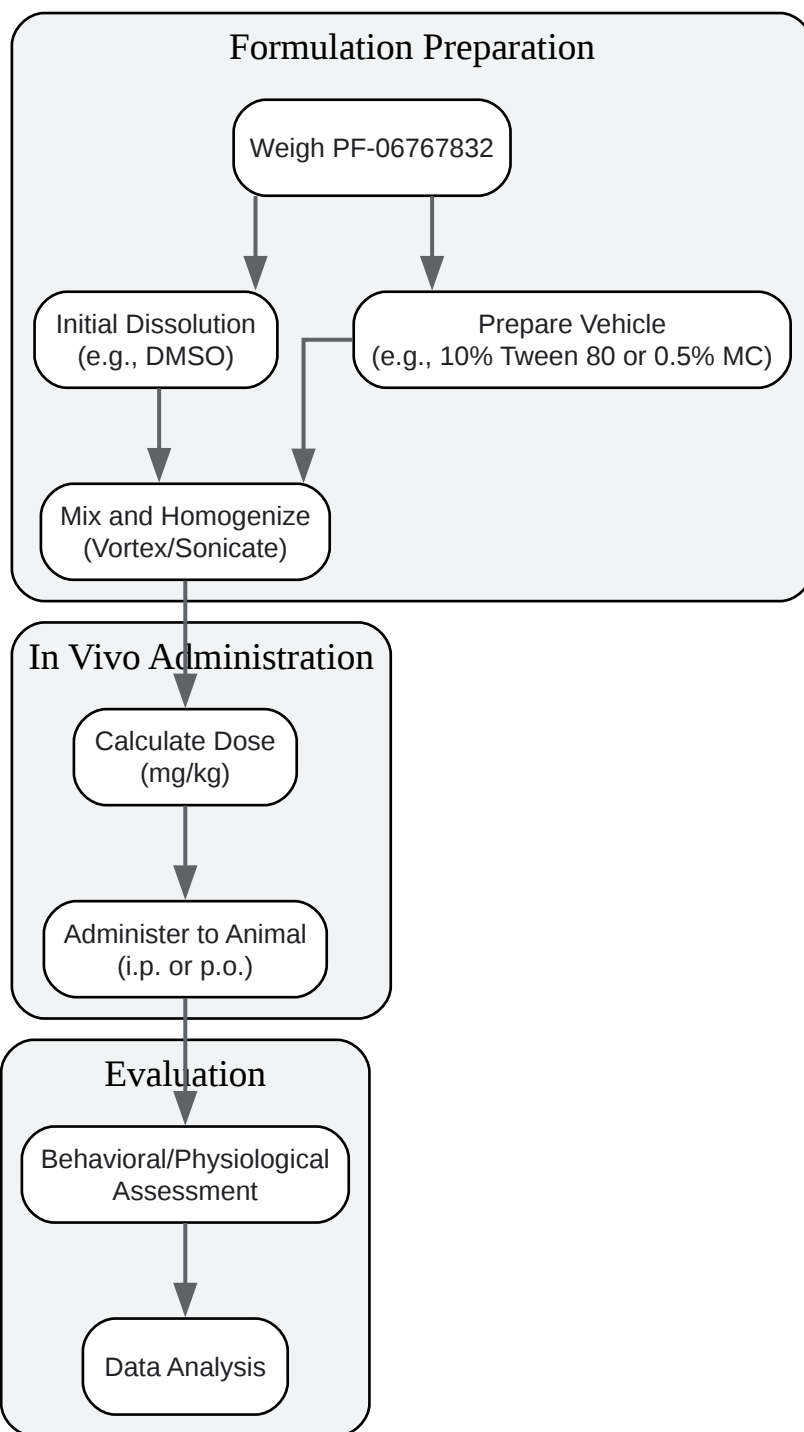 Formulation Preparation
Weigh PF-06767832
Initial Dissolution
(e.g., DMSO)
Prepare Vehicle
(e.g., 10% Tween 80 or 0.5% MC)
Mix and Homogenize
(Vortex/Sonicate)
In Vivo Administration
Calculate Dose
(mg/kg)
Administer to Animal
(i.p. or p.o.)
Evaluation
Behavioral/Physiological
Assessment
Data Analysis